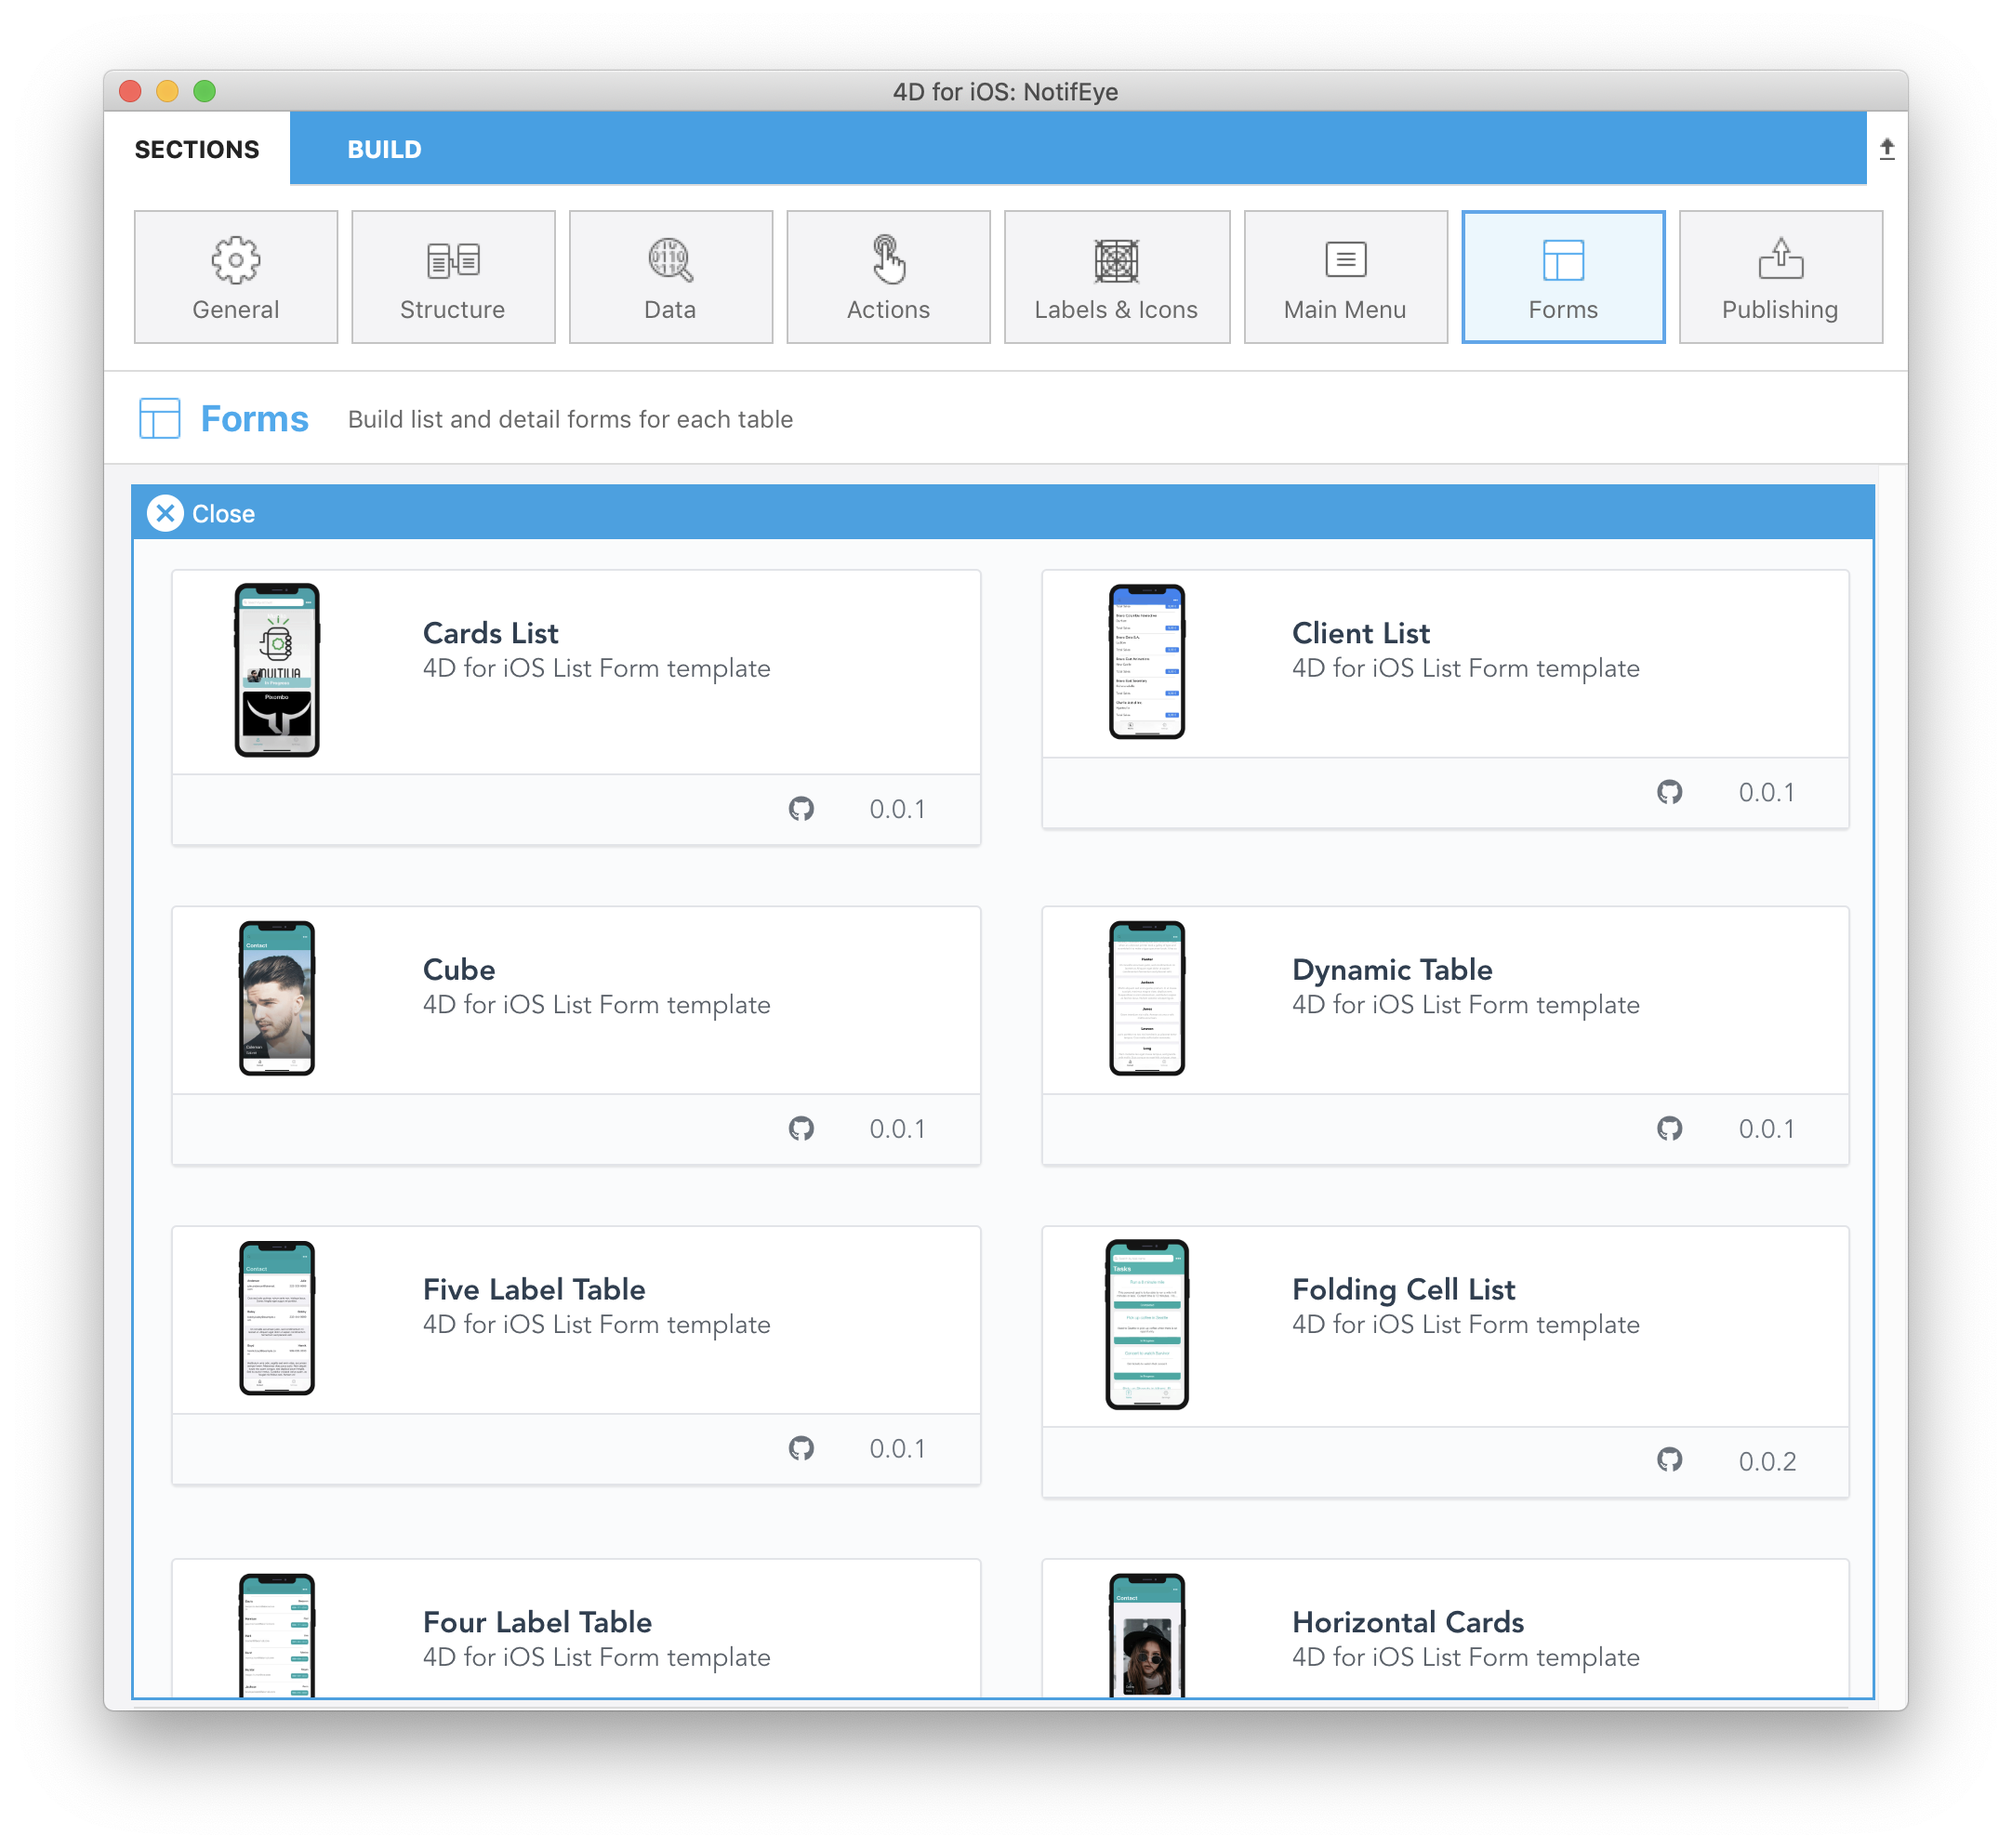 4D for iOS: NotifEye
SECTIONS
BUILD
General
Structure
Data
Actions
Labels & Icons
Main Menu
Forms
Publishing
Forms
Build list and detail forms for each table
Close
Cards List
4D for iOS List Form template
0.0.1
Client List
4D for iOS List Form template
0.0.1
Contact
Cube
4D for iOS List Form template
0.0.1
Dynamic Table
4D for iOS List Form template
0.0.1
Contact
Five Label Table
4D for iOS List Form template
0.0.1
Tasks
Folding Cell List
4D for iOS List Form template
0.0.2
Four Label Table
4D for iOS List Form template
Contact
Horizontal Cards
4D for iOS List Form template